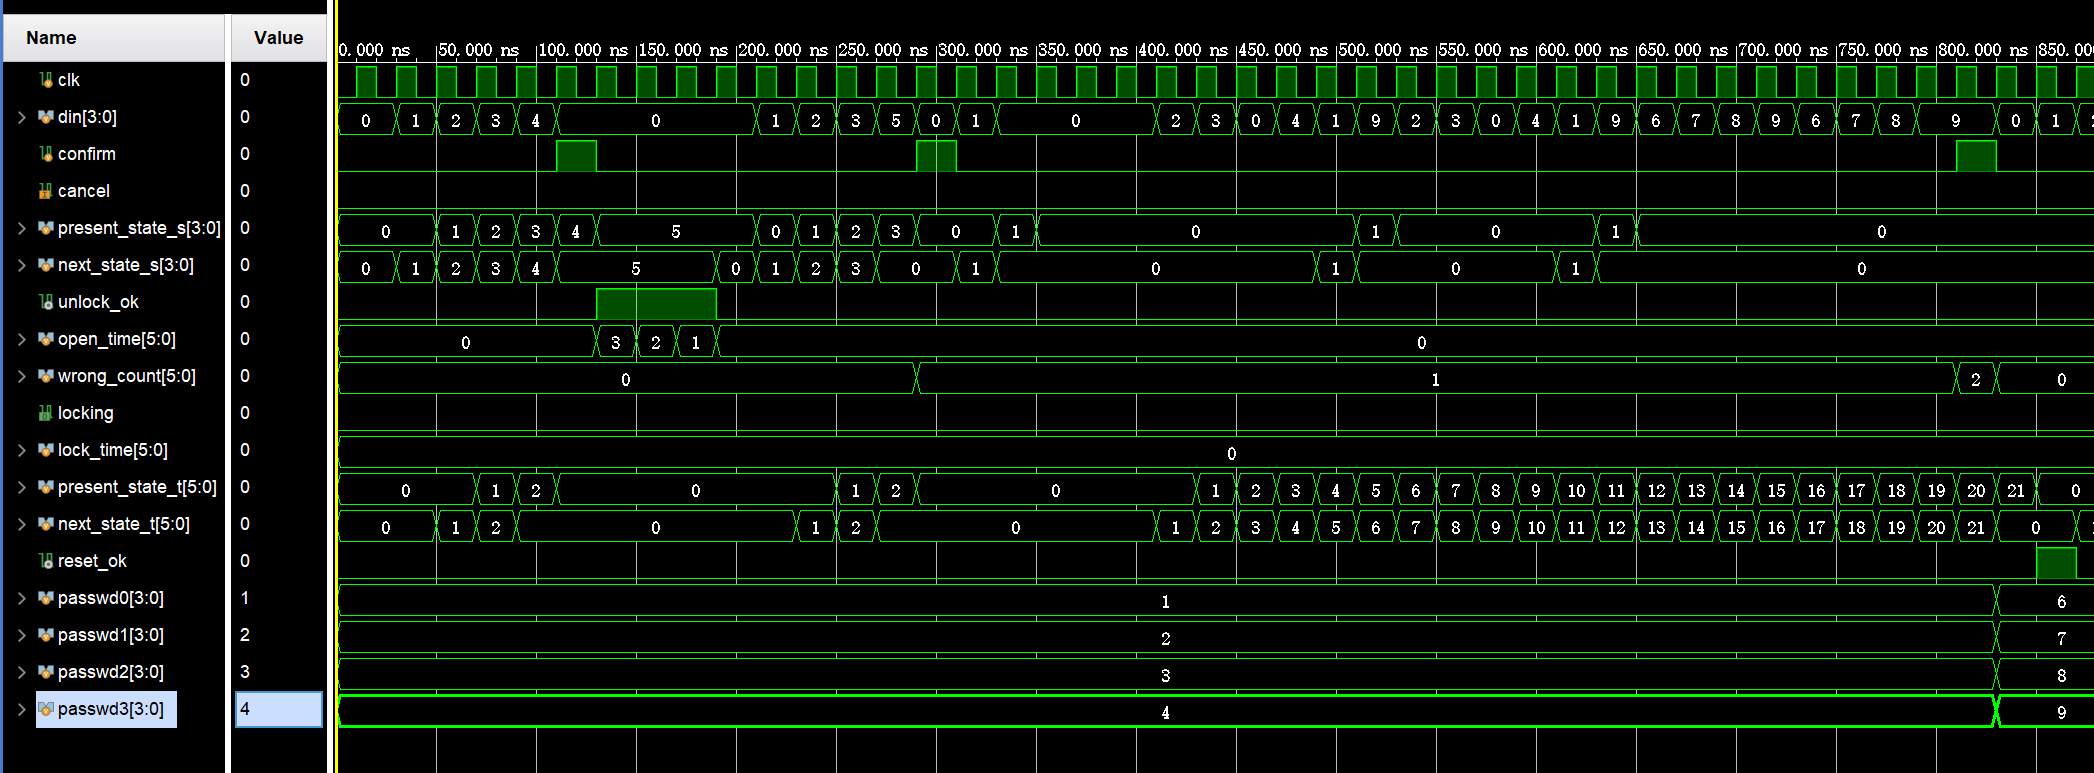 Name Value
0.000 ns 50.000 ns 100.000 ns 150.000 ns 200.000 ns 250.000 ns 300.000 ns 350.000 ns 400.000 ns 450.000 ns 500.000 ns 550.000 ns 600.000 ns 650.000 ns 700.000 ns 750.000 ns 800.000 ns 850.00
clk 0
din[3:0] 0 0 1 2 3 4 0 1 2 3 5 0 1 0 2 3 0 4 1 9 2 3 0 4 1 9 6 7 8 9 6 7 8 9 0 1 2
confirm 0
cancel 0
present_state_s[3:0] 0 0 1 2 3 4 5 0 1 2 3 0 1 0 1 0 1 0
next_state_s[3:0] 0 0 1 2 3 4 5 0 1 2 3 0 1 0 1 0 1 0
unlock_ok 0
open_time[5:0] 0 0 3 2 1 0
wrong_count[5:0] 0 0 1 2 0
locking 0
lock_time[5:0] 0 0
present_state_t[5:0] 0 0 1 2 0 1 2 0 1 2 3 4 5 6 7 8 9 10 11 12 13 14 15 16 17 18 19 20 21 0
next_state_t[5:0] 0 0 1 2 0 1 2 0 1 2 3 4 5 6 7 8 9 10 11 12 13 14 15 16 17 18 19 20 21 0
reset_ok 0
passwd0[3:0] 1 1 6
passwd1[3:0] 2 2 7
passwd2[3:0] 3 3 8
passwd3[3:0] 4 4 9